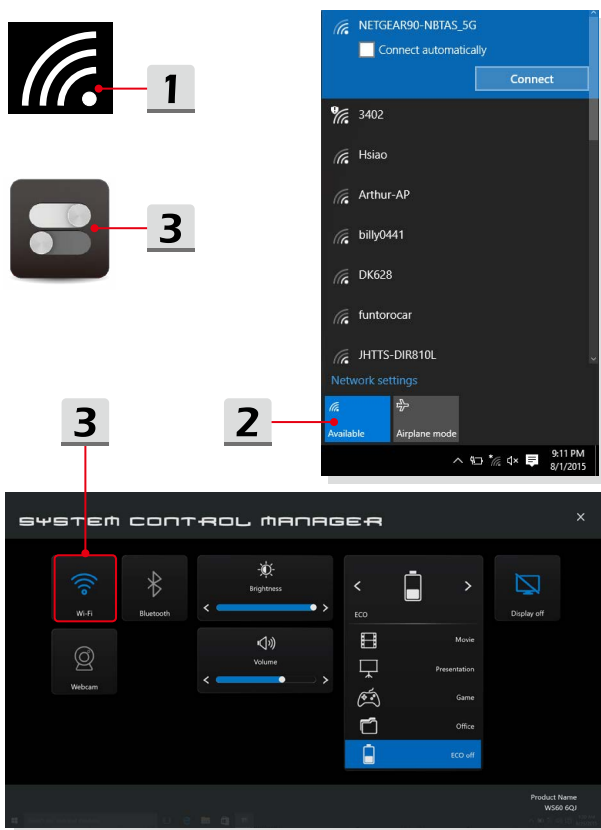 1
3
NETGEAR90-NBTAS_5G
Connect automatically
Connect
3402
Hsiao
Arthur-AP
billy0441
DK628
funtorocar
JHTTS-DIR810L
Network settings
Available
Airplane mode
9:11 PM
8/1/2015
3
2
SYSTEM CONTROL MANAGER
Wi-Fi
Bluetooth
Brightness
ECO
Display off
Webcam
Volume
Movie
Presentation
Game
Office
ECO off
Product Name
WS60 6QJ